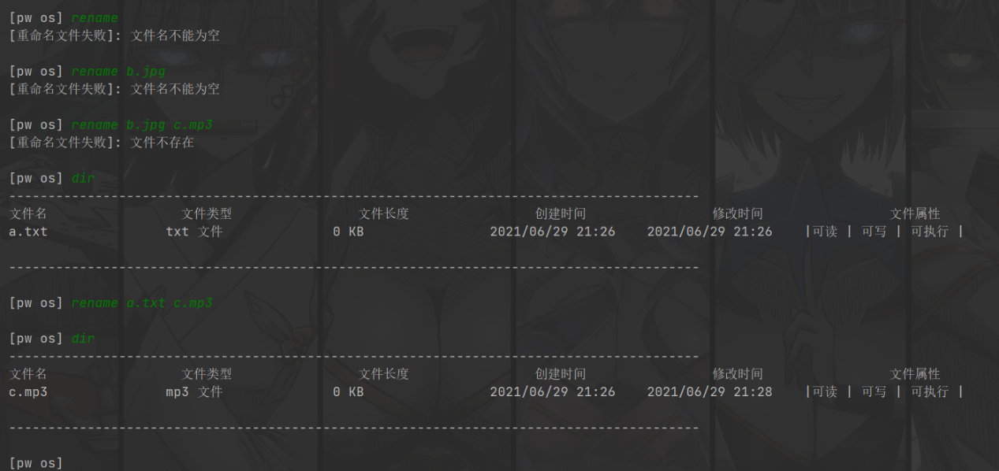 [pw os] rename
[重命名文件失败]: 文件名不能为空
[pw os] rename b.jpg
[重命名文件失败]: 文件名不能为空
[pw os] rename b.jpg c.mp3
[重命名文件失败]: 文件不存在
[pw os] dir
----------------------------------------------------------------------------------------
文件名 文件类型 文件长度 创建时间 修改时间 文件属性
a.txt txt 文件 0 KB 2021/06/29 21:26 2021/06/29 21:26 |可读 | 可写 | 可执行 |
----------------------------------------------------------------------------------------
[pw os] rename a.txt c.mp3
[pw os] dir
----------------------------------------------------------------------------------------
文件名 文件类型 文件长度 创建时间 修改时间 文件属性
c.mp3 mp3 文件 0 KB 2021/06/29 21:26 2021/06/29 21:28 |可读 | 可写 | 可执行 |
----------------------------------------------------------------------------------------
[pw os]